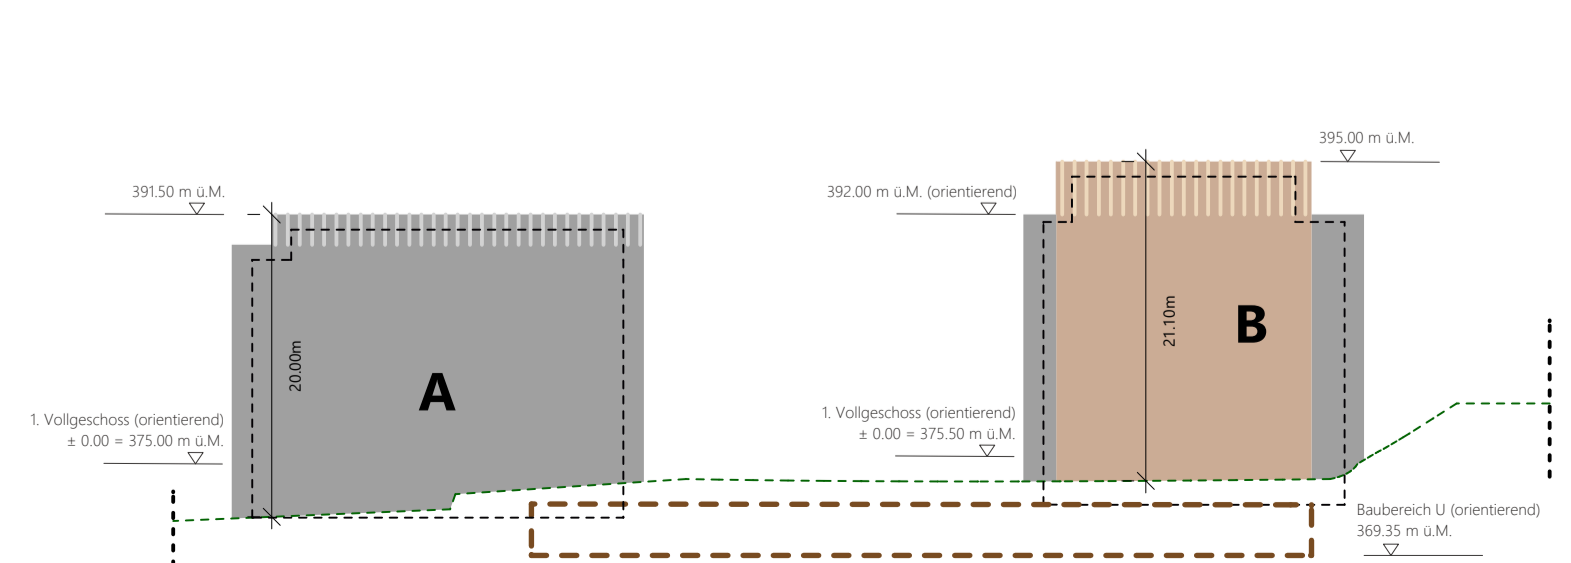 395.00 m ü.M.
391.50 m ü.M.
392.00 m ü.M. (orientierend)
20.00m
A
21.10m
B
1. Vollgeschoss (orientierend)
± 0.00 = 375.00 m ü.M.
1. Vollgeschoss (orientierend)
± 0.00 = 375.50 m ü.M.
Baubereich U (orientierend)
369.35 m ü.M.